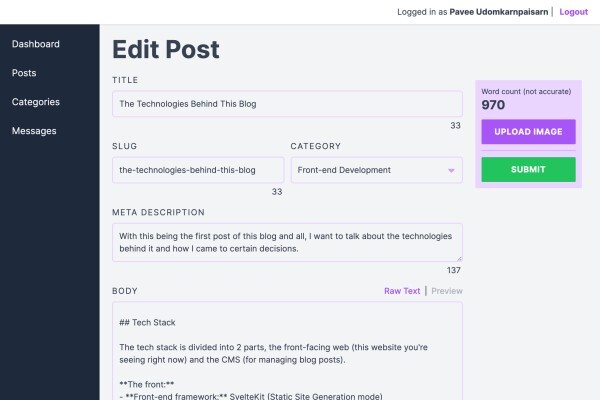 Logged in as Pavee Udomkarnpaisarn | Logout
Dashboard
Posts
Categories
Messages
Edit Post
TITLE
The Technologies Behind This Blog
33
SLUG
the-technologies-behind-this-blog
33
CATEGORY
Front-end Development
META DESCRIPTION
With this being the first post of this blog and all, I want to talk about the technologies
behind it and how I came to certain decisions.
137
BODY
Raw Text | Preview
## Tech Stack
The tech stack is divided into 2 parts, the front-facing web (this website you're
seeing right now) and the CMS (for managing blog posts).
**The front:**
- **Front-end framework:** SvelteKit (Static Site Generation mode)
Word count (not accurate)
970
UPLOAD IMAGE
SUBMIT